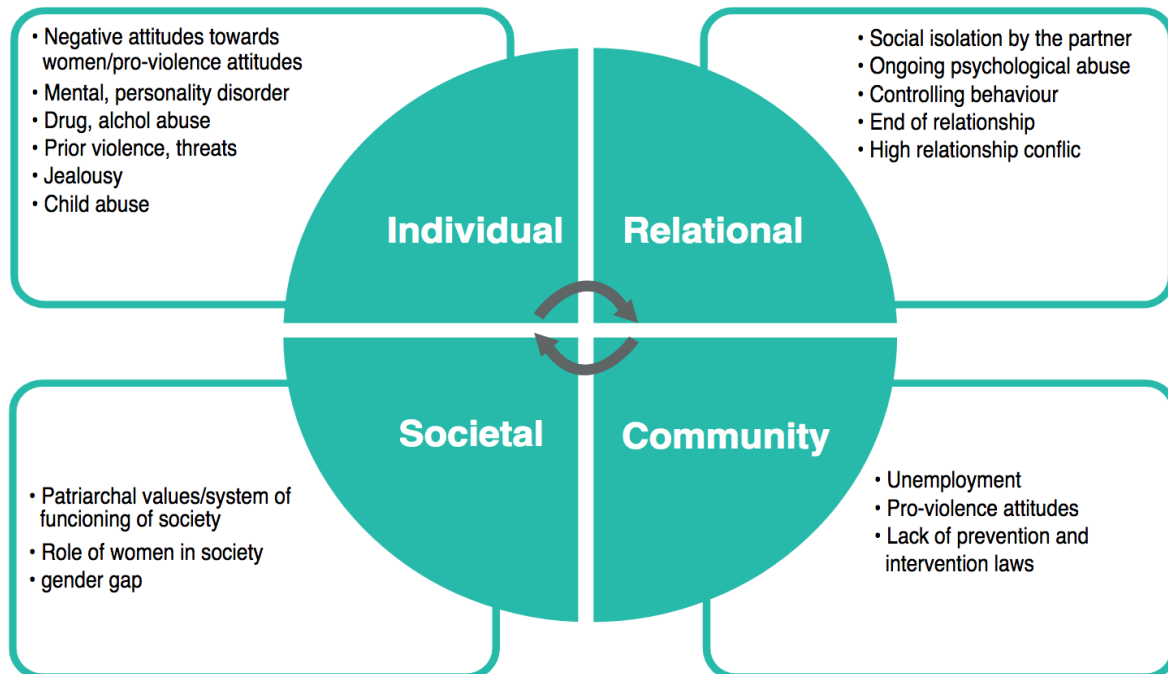 • Negative attitudes towards
women/pro-violence attitudes
• Mental, personality disorder
• Drug, alchol abuse
• Prior violence, threats
• Jealousy
• Child abuse
• Social isolation by the partner
• Ongoing psychological abuse
• Controlling behaviour
• End of relationship
• High relationship conflic
Individual
Relational
Societal
Community
• Patriarchal values/system of
funcioning of society
• Role of women in society
• gender gap
• Unemployment
• Pro-violence attitudes
• Lack of prevention and
intervention laws